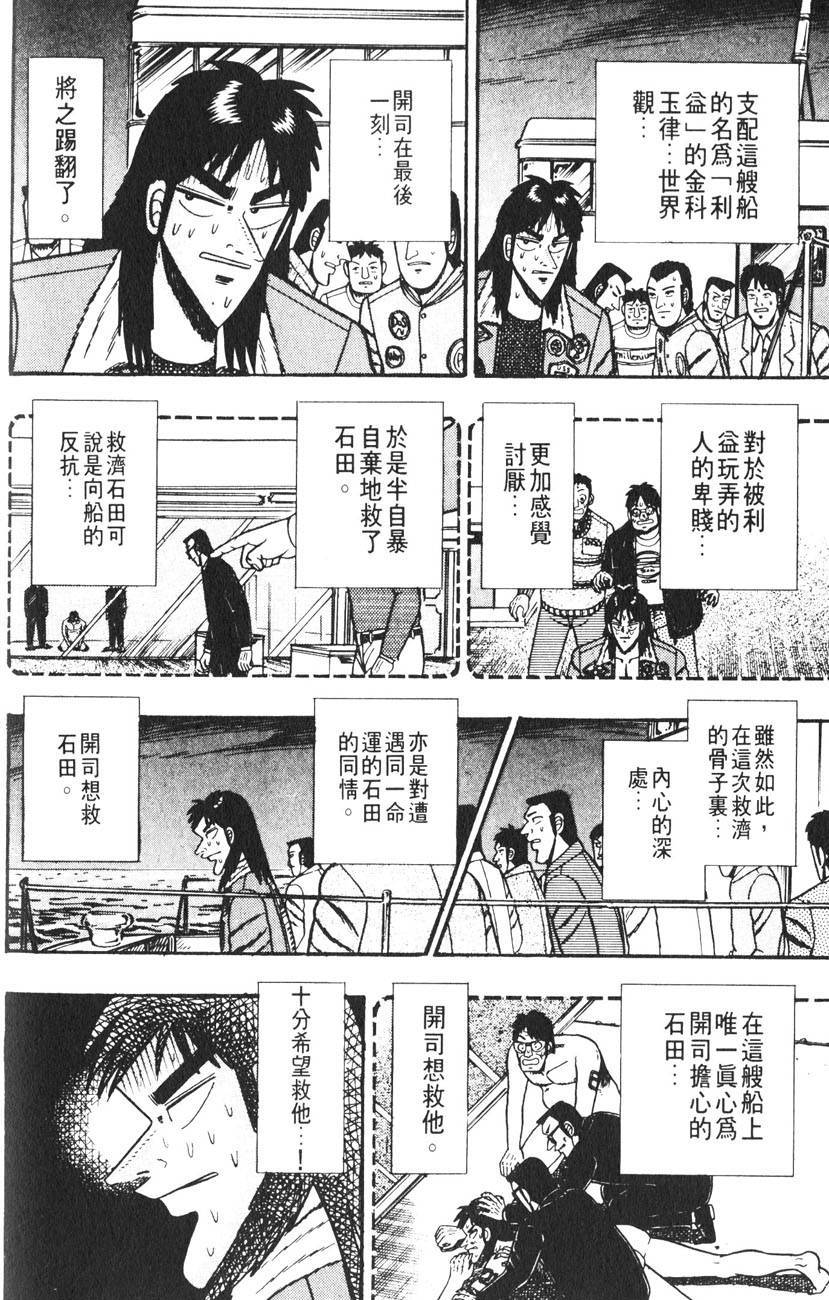 支配這艘船
的名爲「利
益」的金科
玉律…世界
觀…
millenium
開司在最後
一刻…
將之踢翻了。
對於被利
益玩弄的
人的卑賤…
更加感覺
討厭…
於是半自暴
自棄地救了
石田。
救濟石田可
說是向船的
反抗…
雖然如此，
在這次救濟
的骨子裏…
內心的深
處…
亦是對遭
遇同一命
運的石田
的同情。
開司想救
石田。
在這艘船上
唯一眞心爲
開司擔心的
石田…
開司想救他。
十分希望救他…！